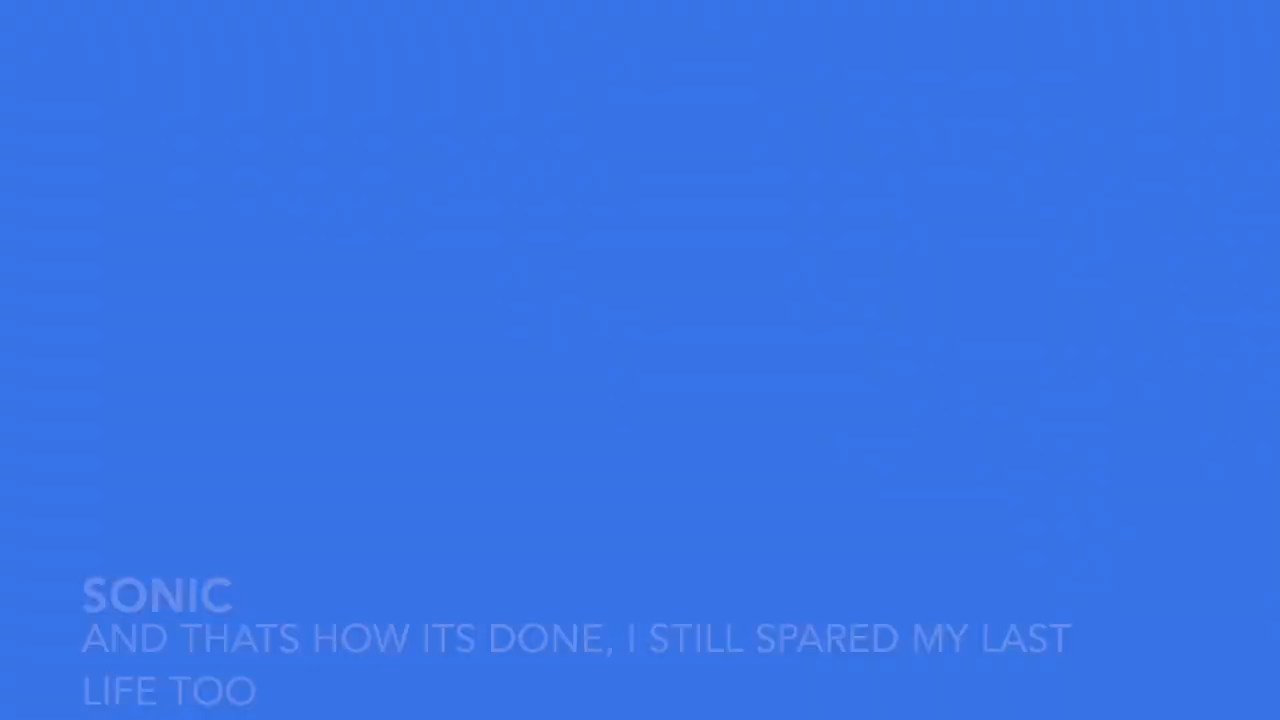 SONIC
AND THATS HOW ITS DONE, I STILL SPARED MY LAST
LIFE TOO